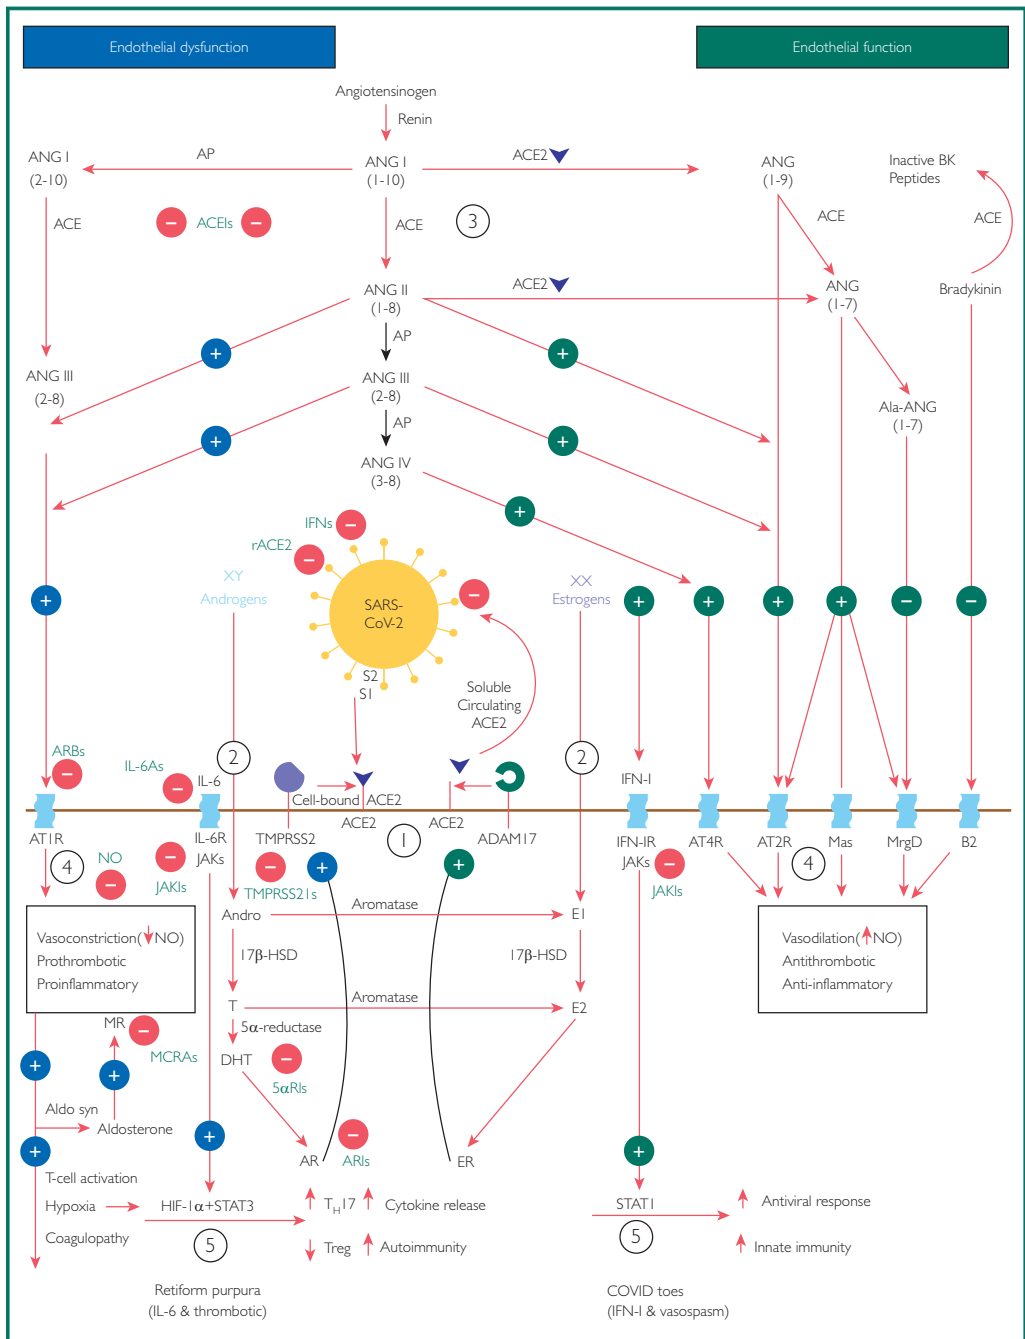 Endothelial dysfunction
Endothelial function
Angiotensinogen
Renin
ANG I
(2-10)
AP
ANG I
(1-10)
ACE2
ANG
(1-9)
Inactive BK
Peptides
ACE
− ACEIs −
ACE
3
ACE
ACE
ANG II
(1-8)
ACE2
ANG
(1-7)
Bradykinin
AP
+
+
ANG III
(2-8)
ANG III
(2-8)
Ala-ANG
(1-7)
AP
+
+
ANG IV
(3-8)
+
IFNs −
rACE2 −
XY
Androgens
SARS-
CoV-2
−
XX
Estrogens
+
+
+
+
+
−
−
S2
S1
Soluble
Circulating
ACE2
2
2
ARBs
−
IL-6As
−
IL-6
Cell-bound
ACE2
IFN-I
AT1R
IL-6R
JAKs
TMPRSS2
ACE2
1
ACE2
ADAM17
IFN-IR
JAKs
AT4R
AT2R
Mas
MrgD
B2
4
NO
−
−
JAKIs
−
TMPRSS21s
+
+
−
JAKIs
4
Vasoconstriction(↓NO)
Prothrombotic
Proinflammatory
Andro
Aromatase
E1
Vasodilation(↑NO)
Antithrombotic
Anti-inflammatory
17β-HSD
17β-HSD
T
Aromatase
E2
MR
−
MCRAs
5α-reductase
DHT
−
5αRIs
+
+
Aldo syn
Aldosterone
+
+
AR
−
ARIs
ER
+
T-cell activation
Hypoxia
Coagulopathy
HIF-1α+STAT3
↑ TH17 ↑ Cytokine release
↓ Treg ↑ Autoimmunity
5
STAT1
↑ Antiviral response
↑ Innate immunity
5
Retiform purpura
(IL-6 & thrombotic)
COVID toes
(IFN-I & vasospasm)